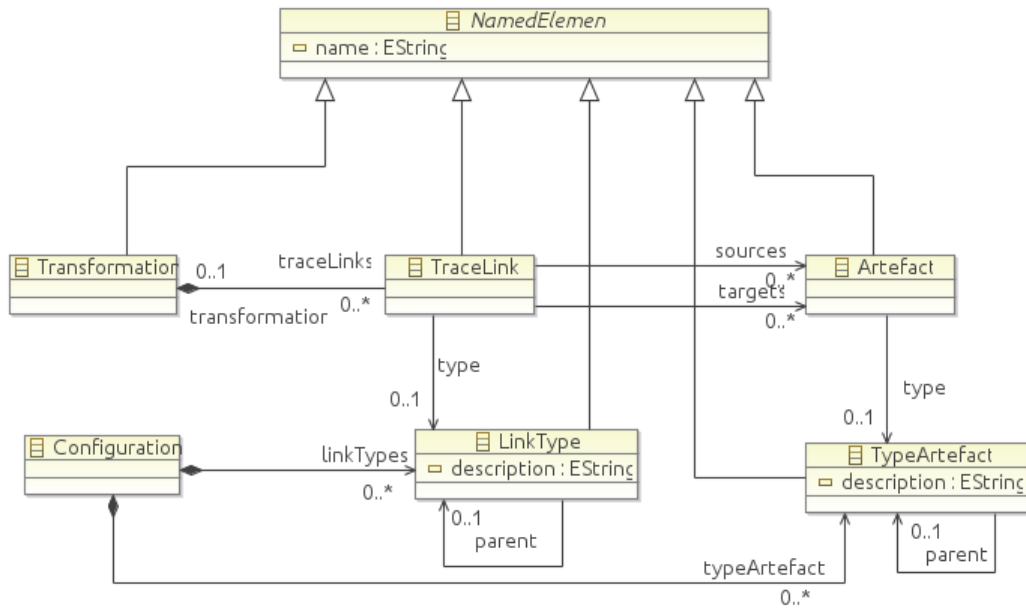 NamedElemen
name : EString
Transformation
0..1
traceLinks
0..*
transformatior
TraceLink
sources
0..*
targets
0..*
Artefact
type
0..1
type
0..1
Configuration
linkTypes
0..*
LinkType
description : EString
0..1
parent
TypeArtefact
description : EString
0..1
parent
typeArtefact
0..*